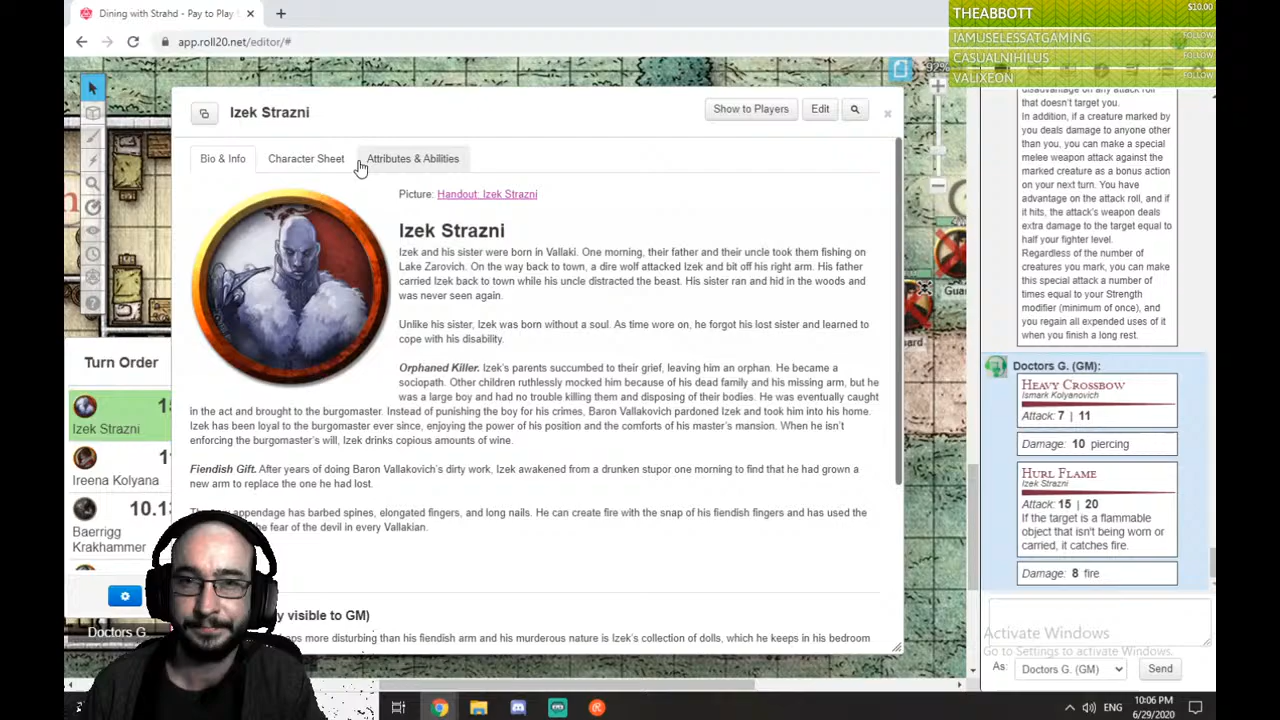 Dining with Strahd - Pay to Play
app.roll20.net/editor/#
THEABBOTT $10.00
IAMUSELESSATGAMING FOLLOW
CASUALNIHILUS FOLLOW
VALIXEON FOLLOW
92%
Izek Strazni
Show to Players
Edit
Bio & Info
Character Sheet
Attributes & Abilities
Picture: Handout: Izek Strazni
Izek Strazni
Izek and his sister were born in Vallaki. One morning, their father and their uncle took them fishing on
Lake Zarovich. On the way back to town, a dire wolf attacked Izek and bit off his right arm. His father
carried Izek back to town while his uncle distracted the beast. His sister ran and hid in the woods and
was never seen again.
Unlike his sister, Izek was born without a soul. As time wore on, he forgot his lost sister and learned to
cope with his disability.
Orphaned Killer. Izek's parents succumbed to their grief, leaving him an orphan. He became a
sociopath. Other children ruthlessly mocked him because of his dead family and his missing arm, but he
was a large boy and had no trouble killing them and disposing of their bodies. He was eventually caught
in the act and brought to the burgomaster. Instead of punishing the boy for his crimes, Baron Vallakovich pardoned Izek and took him into his home.
Izek has been loyal to the burgomaster ever since, enjoying the power of his position and the comforts of his master's mansion. When he isn't
enforcing the burgomaster's will, Izek drinks copious amounts of wine.
Fiendish Gift. After years of doing Baron Vallakovich's dirty work, Izek awakened from a drunken stupor one morning to find that he had grown a
new arm to replace the one he had lost.
appendage has barbed spines, elongated fingers, and long nails. He can create fire with the snap of his fiendish fingers and has used the
the fear of the devil in every Vallakian.
visible to GM)
more disturbing than his fiendish arm and his murderous nature is Izek's collection of dolls, which he keeps in his bedroom
Turn Order
Izek Strazni
Ireena Kolyana
10.13
Baerrigg
Krakhammer
Doctors G
disadvantage on any attack roll
that doesn't target you.
In addition, if a creature marked by
you deals damage to anyone other
than you, you can make a special
melee weapon attack against the
marked creature as a bonus action
on your next turn. You have
advantage on the attack roll, and if
it hits, the attack's weapon deals
extra damage to the target equal to
half your fighter level.
Regardless of the number of
creatures you mark, you can make
this special attack a number of
times equal to your Strength
modifier (minimum of once), and
you regain all expended uses of it
when you finish a long rest.
Doctors G. (GM):
HEAVY CROSSBOW
Ismark Kolyanovich
Attack: 7 | 11
Damage: 10 piercing
HURL FLAME
Izek Strazni
Attack: 15 | 20
If the target is a flammable
object that isn't being worn or
carried, it catches fire.
Damage: 8 fire
Activate Windows
Go to Settings to activate Windows.
As: Doctors G. (GM) Send
ENG
10:06 PM
6/29/2020